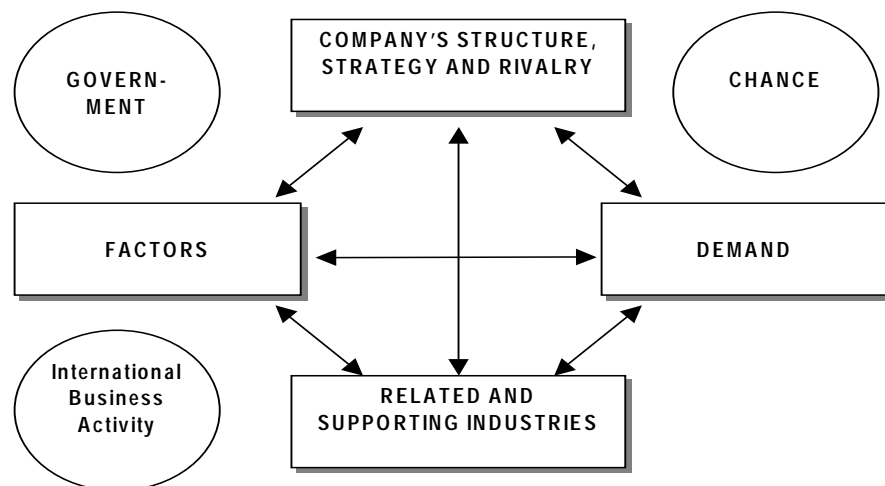 COMPANY'S STRUCTURE,
STRATEGY AND RIVALRY
GOVERN-
MENT
CHANCE
FACTORS
DEMAND
International
Business
Activity
RELATED AND
SUPPORTING INDUSTRIES